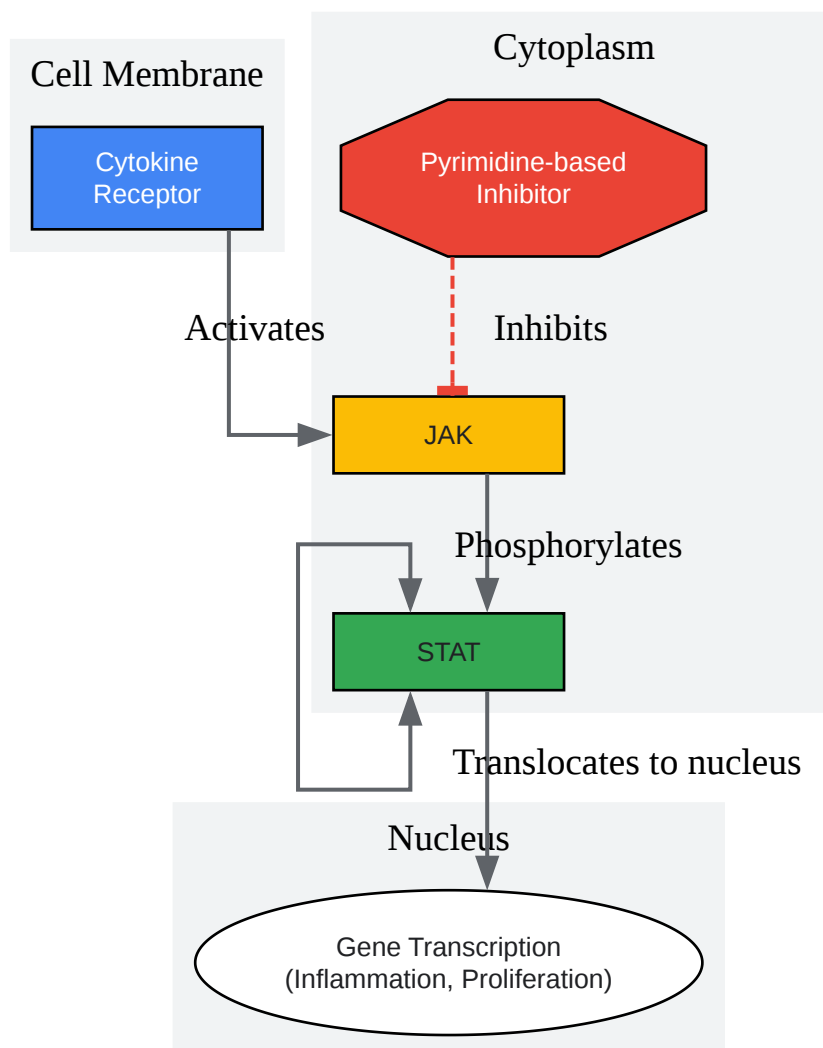 Cytoplasm
Cell Membrane
Cytokine
Receptor
Pyrimidine-based
Inhibitor
Activates
Inhibits
JAK
Phosphorylates
STAT
Translocates to nucleus
Nucleus
Gene Transcription
(Inflammation, Proliferation)